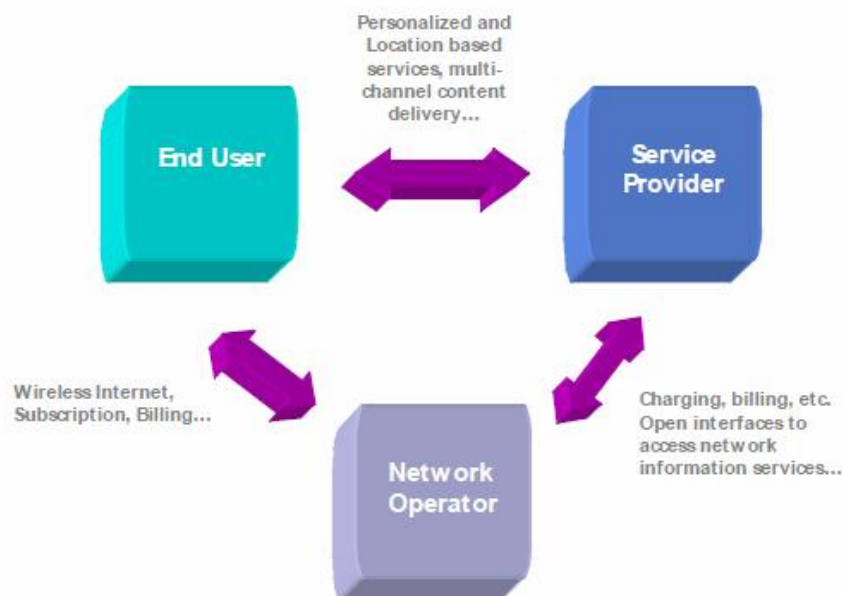 Personalized and
Location based
services, multi-
channel content
delivery...
End User
Service
Provider
Wireless Internet,
Subscription, Billing...
Charging, billing, etc.
Open interfaces to
access network
information services...
Network
Operator